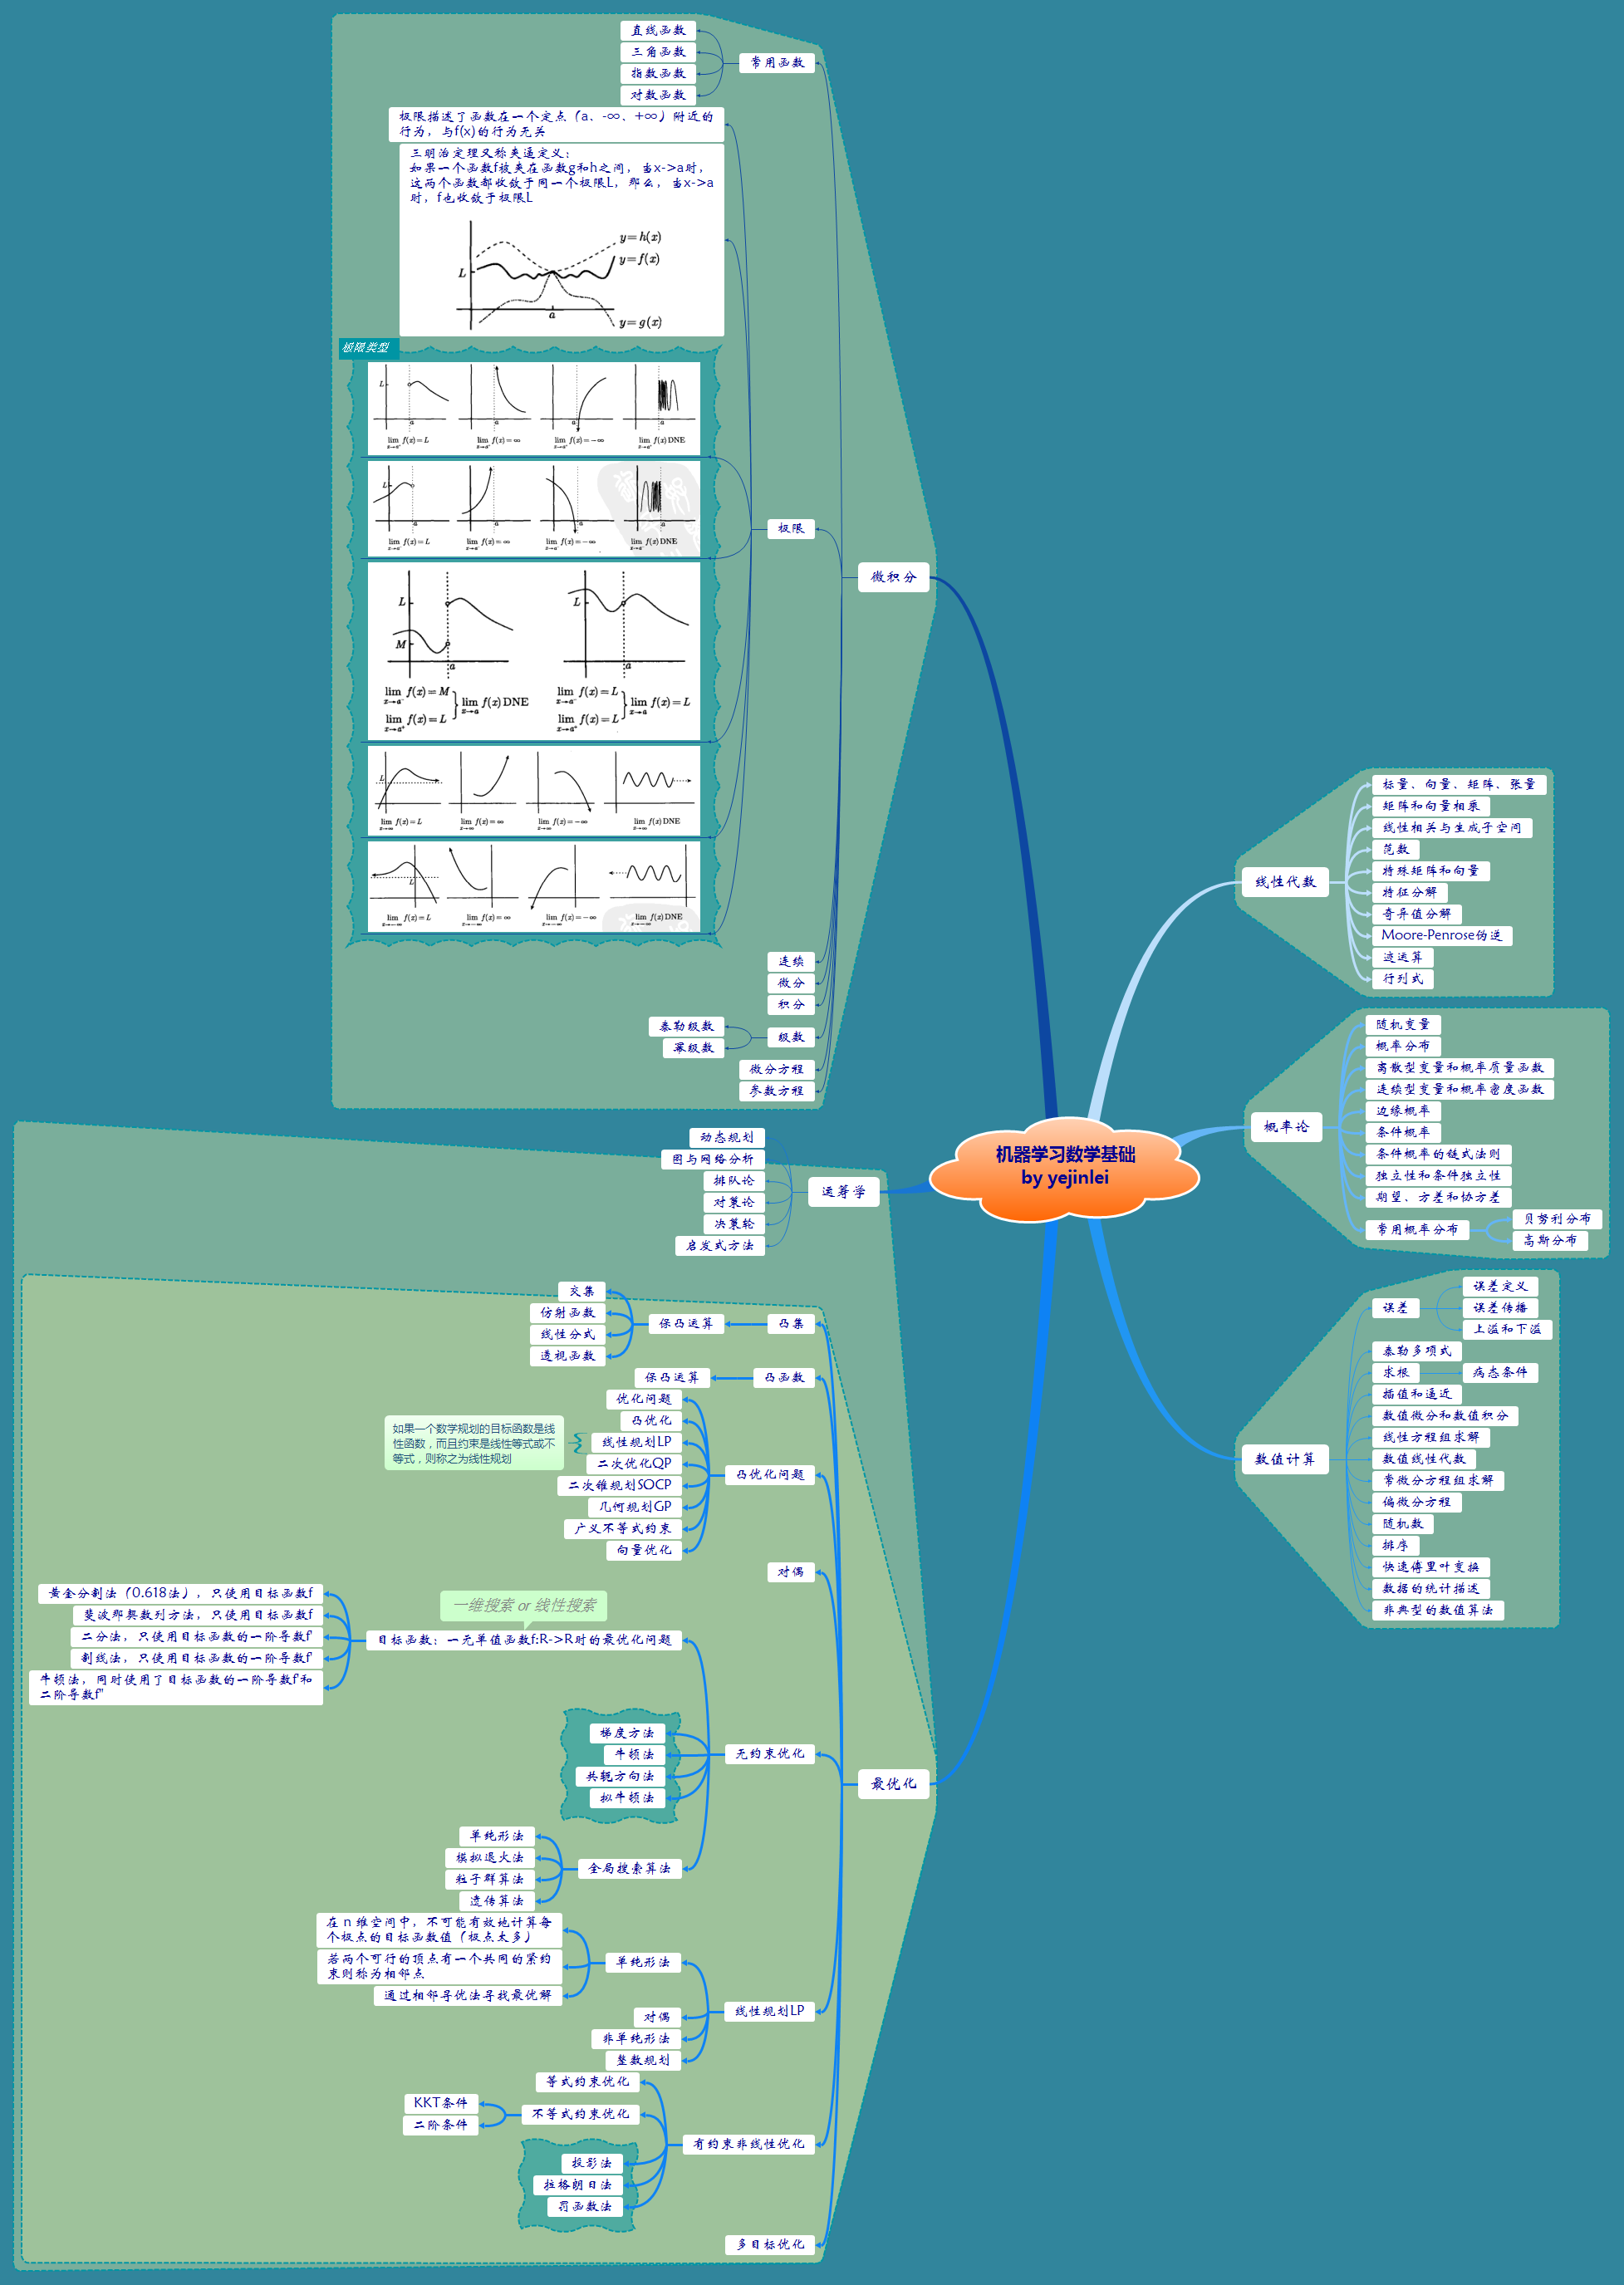 机器学习数学基础
by yejinlei
微积分
常用函数
直线函数
三角函数
指数函数
对数函数
极限
极限描述了函数在一个定点（a、-∞、+∞）附近的
行为，与f(x)的行为无关
三明治定理又称夹逼定义：
如果一个函数f被夹在函数g和h之间，当x->a时，
这两个函数都收敛于同一个极限L，那么，当x->a
时，f也收敛于极限L
y=h(x)
y=f(x)
L
a
y=g(x)
极限类型
L
a a a a
lim x→a⁺ f(x)=L lim x→a⁺ f(x)=∞ lim x→a⁺ f(x)=-∞ lim x→a⁺ f(x) DNE
L
a a a a
lim x→a⁻ f(x)=L lim x→a⁻ f(x)=∞ lim x→a⁻ f(x)=-∞ lim x→a⁻ f(x) DNE
L L
M
a a
lim x→a⁻ f(x)=M lim x→a f(x) DNE lim x→a⁻ f(x)=L lim x→a f(x)=L
lim x→a⁺ f(x)=L lim x→a⁺ f(x)=L
L
lim x→∞ f(x)=L lim x→∞ f(x)=∞ lim x→∞ f(x)=-∞ lim x→∞ f(x) DNE
L
lim x→-∞ f(x)=L lim x→-∞ f(x)=∞ lim x→-∞ f(x)=-∞ lim x→-∞ f(x) DNE
连续
微分
积分
级数
泰勒级数
幂级数
微分方程
参数方程
线性代数
标量、向量、矩阵、张量
矩阵和向量相乘
线性相关与生成子空间
范数
特殊矩阵和向量
特征分解
奇异值分解
Moore-Penrose伪逆
迹运算
行列式
概率论
随机变量
概率分布
离散型变量和概率质量函数
连续型变量和概率密度函数
边缘概率
条件概率
条件概率的链式法则
独立性和条件独立性
期望、方差和协方差
常用概率分布
贝努利分布
高斯分布
数值计算
误差
误差定义
误差传播
上溢和下溢
泰勒多项式
求根
病态条件
插值和逼近
数值微分和数值积分
线性方程组求解
数值线性代数
常微分方程组求解
偏微分方程
随机数
排序
快速傅里叶变换
数据的统计描述
非典型的数值算法
运筹学
动态规划
图与网络分析
排队论
对策论
决策轮
启发式方法
最优化
凸集
保凸运算
交集
仿射函数
线性分式
透视函数
凸函数
保凸运算
凸优化问题
优化问题
凸优化
线性规划LP
如果一个数学规划的目标函数是线
性函数，而且约束是线性等式或不
等式，则称之为线性规划
二次优化QP
二次锥规划SOCP
几何规划GP
广义不等式约束
向量优化
对偶
无约束优化
一维搜索 or 线性搜索
目标函数：一元单值函数f:R->R时的最优化问题
黄金分割法（0.618法），只使用目标函数f
斐波那契数列方法，只使用目标函数f
二分法，只使用目标函数的一阶导数f'
割线法，只使用目标函数的一阶导数f'
牛顿法，同时使用了目标函数的一阶导数f'和
二阶导数f''
梯度方法
牛顿法
共轭方向法
拟牛顿法
全局搜索算法
单纯形法
模拟退火法
粒子群算法
遗传算法
线性规划LP
单纯形法
在 n 维空间中，不可能有效地计算每
个极点的目标函数值（极点太多）
若两个可行的顶点有一个共同的紧约
束则称为相邻点
通过相邻寻优法寻找最优解
对偶
非单纯形法
整数规划
有约束非线性优化
等式约束优化
不等式约束优化
KKT条件
二阶条件
投影法
拉格朗日法
罚函数法
多目标优化